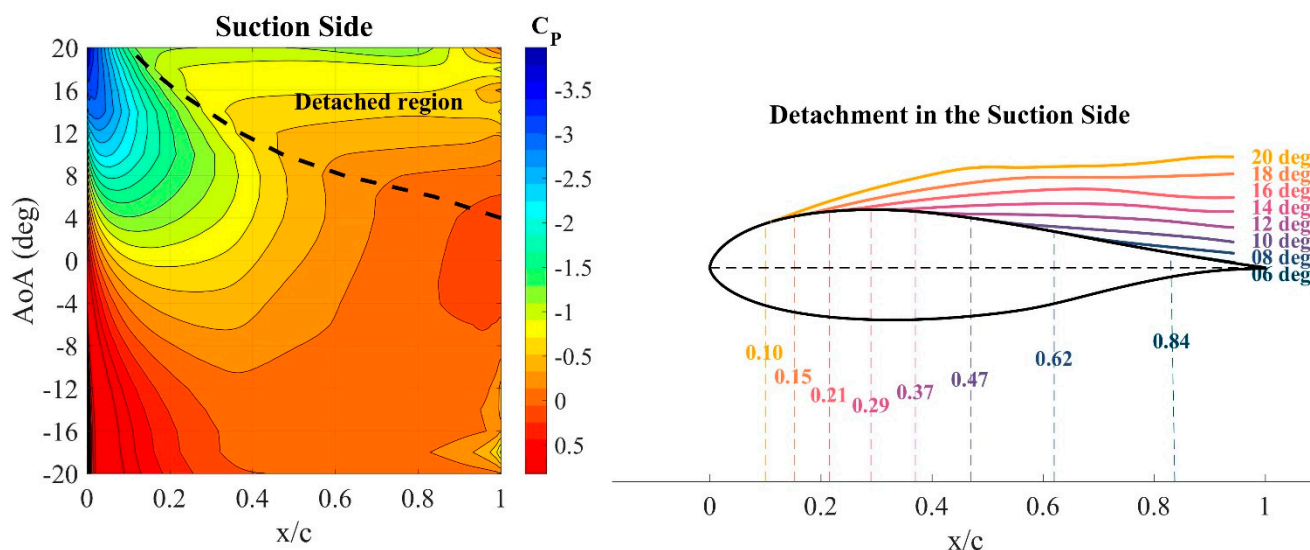 Suction Side
C_P
20
16
12
8
4
0
-4
-8
-12
-16
-20
AoA (deg)
Detached region
0 0.2 0.4 0.6 0.8 1
x/c
-3.5
-3
-2.5
-2
-1.5
-1
-0.5
0
0.5
Detachment in the Suction Side
20 deg
18 deg
16 deg
14 deg
12 deg
10 deg
08 deg
06 deg
0.10
0.15
0.21
0.29
0.37
0.47
0.62
0.84
0 0.2 0.4 0.6 0.8 1
x/c